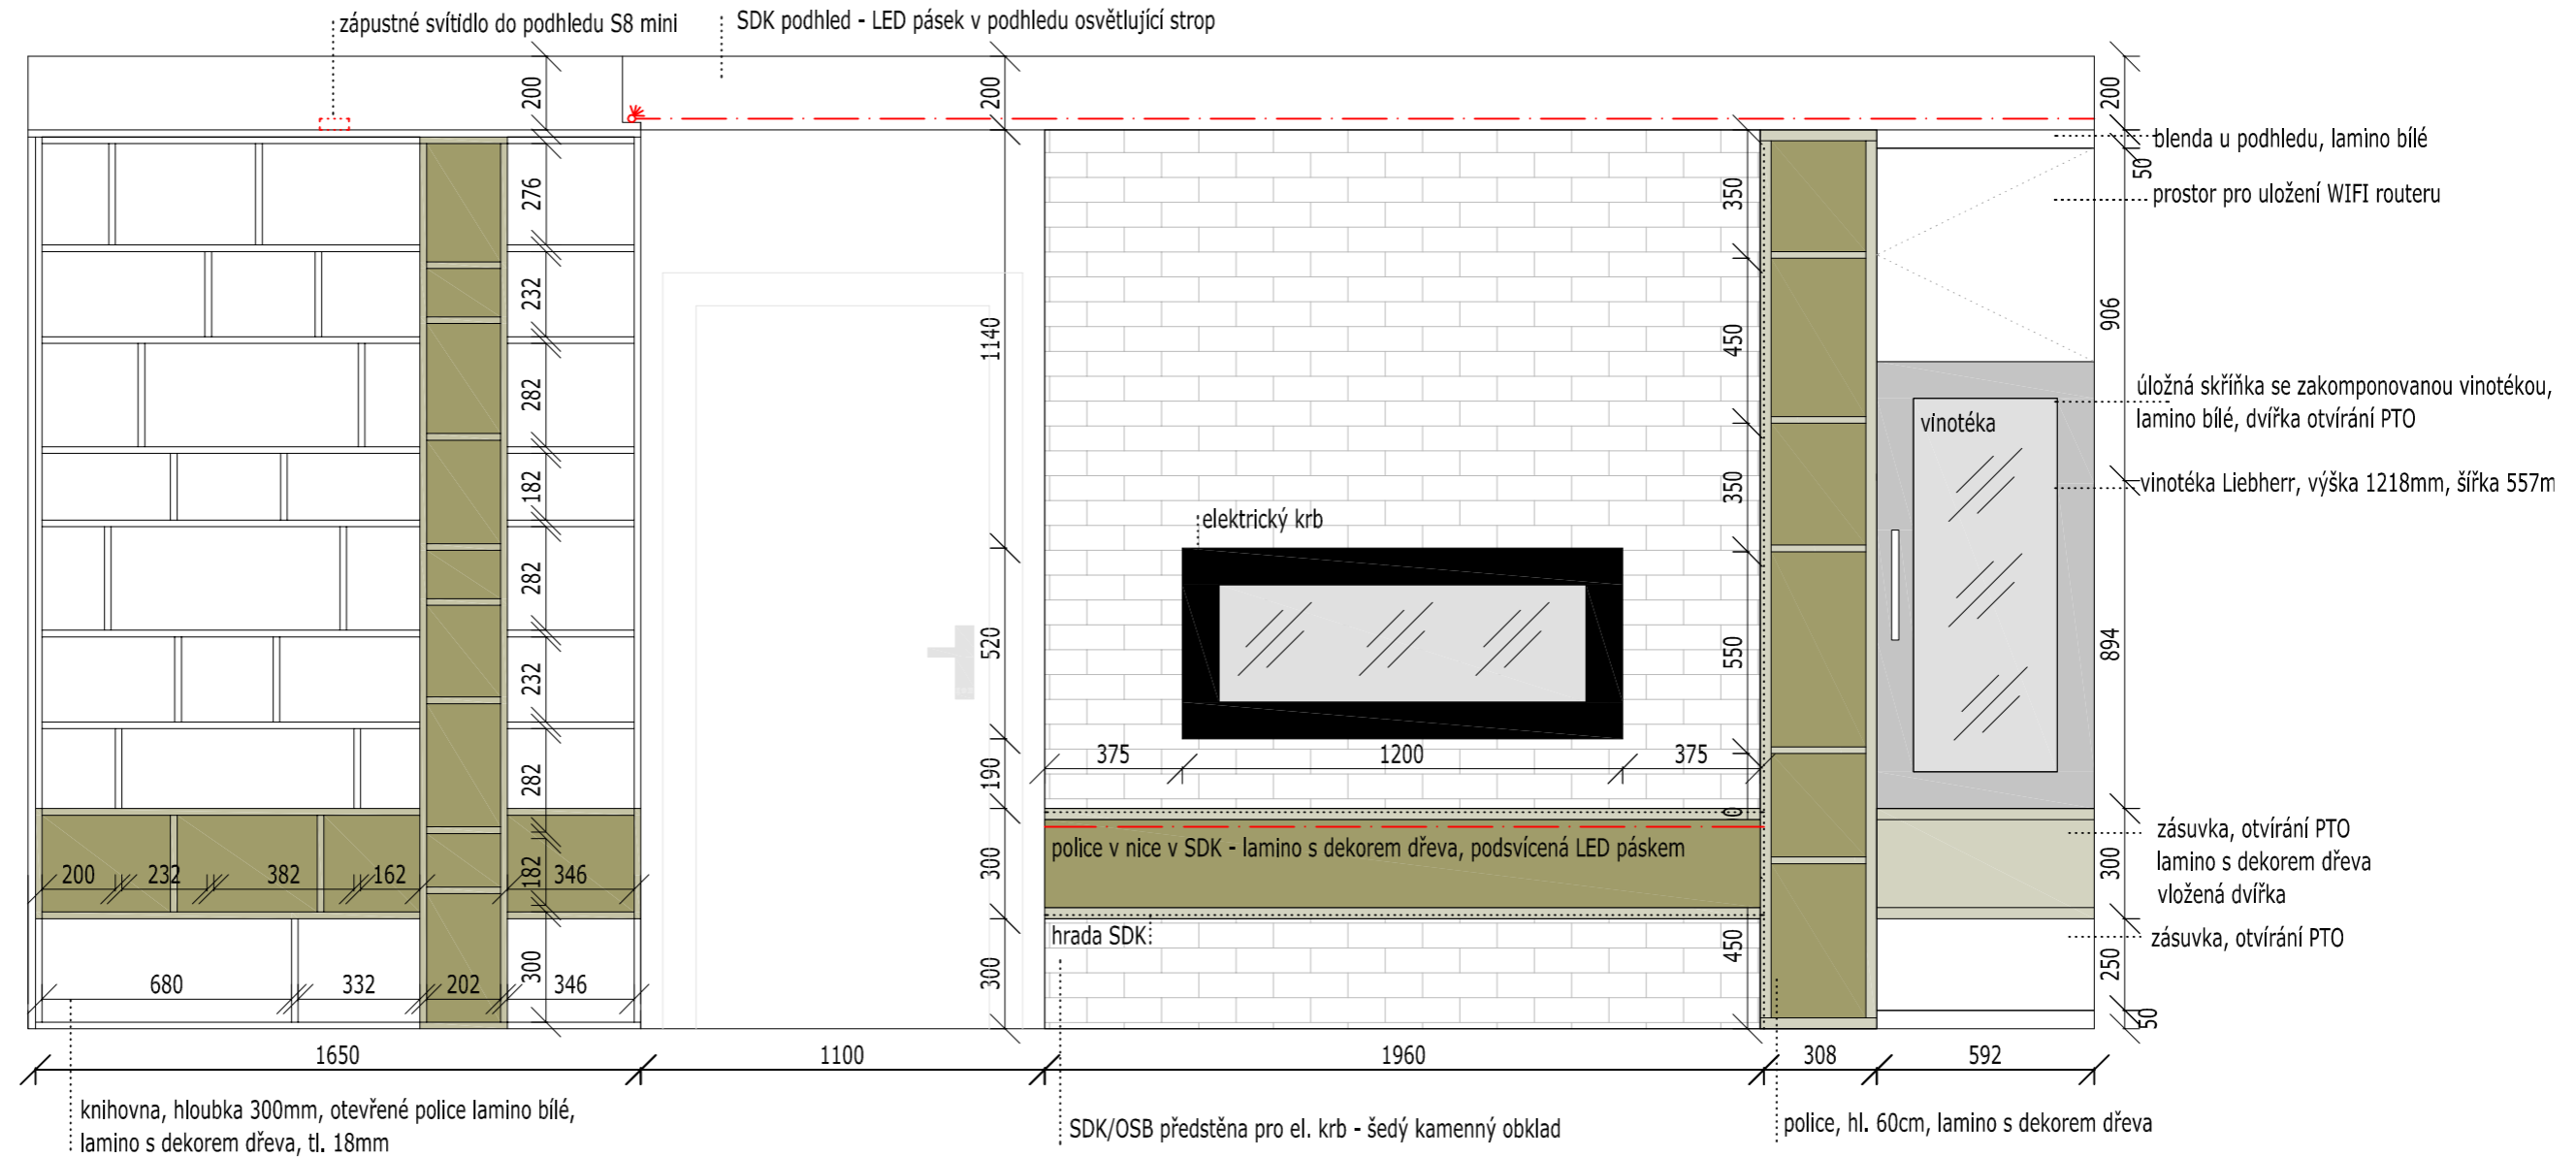 zápustné svítidlo do podhledu S8 mini
SDK podhled - LED pásek v podhledu osvětlující strop
200
200
200
blenda u podhledu, lamino bílé
50
prostor pro uložení WIFI routeru
276
232
282
182
282
232
282
182
300
1140
520
190
300
300
350
450
350
550
0
450
906
894
300
250
50
úložná skříňka se zakomponovanou vinotékou,
lamino bílé, dvířka otvírání PTO
vinotéka
vinotéka Liebherr, výška 1218mm, šířka 557m
elektrický krb
375
1200
375
police v nice v SDK - lamino s dekorem dřeva, podsvícená LED páskem
zásuvka, otvírání PTO
lamino s dekorem dřeva
vložená dvířka
hrada SDK
zásuvka, otvírání PTO
200
232
382
162
346
680
332
202
346
1650
1100
1960
308
592
knihovna, hloubka 300mm, otevřené police lamino bílé,
lamino s dekorem dřeva, tl. 18mm
SDK/OSB předstěna pro el. krb - šedý kamenný obklad
police, hl. 60cm, lamino s dekorem dřeva